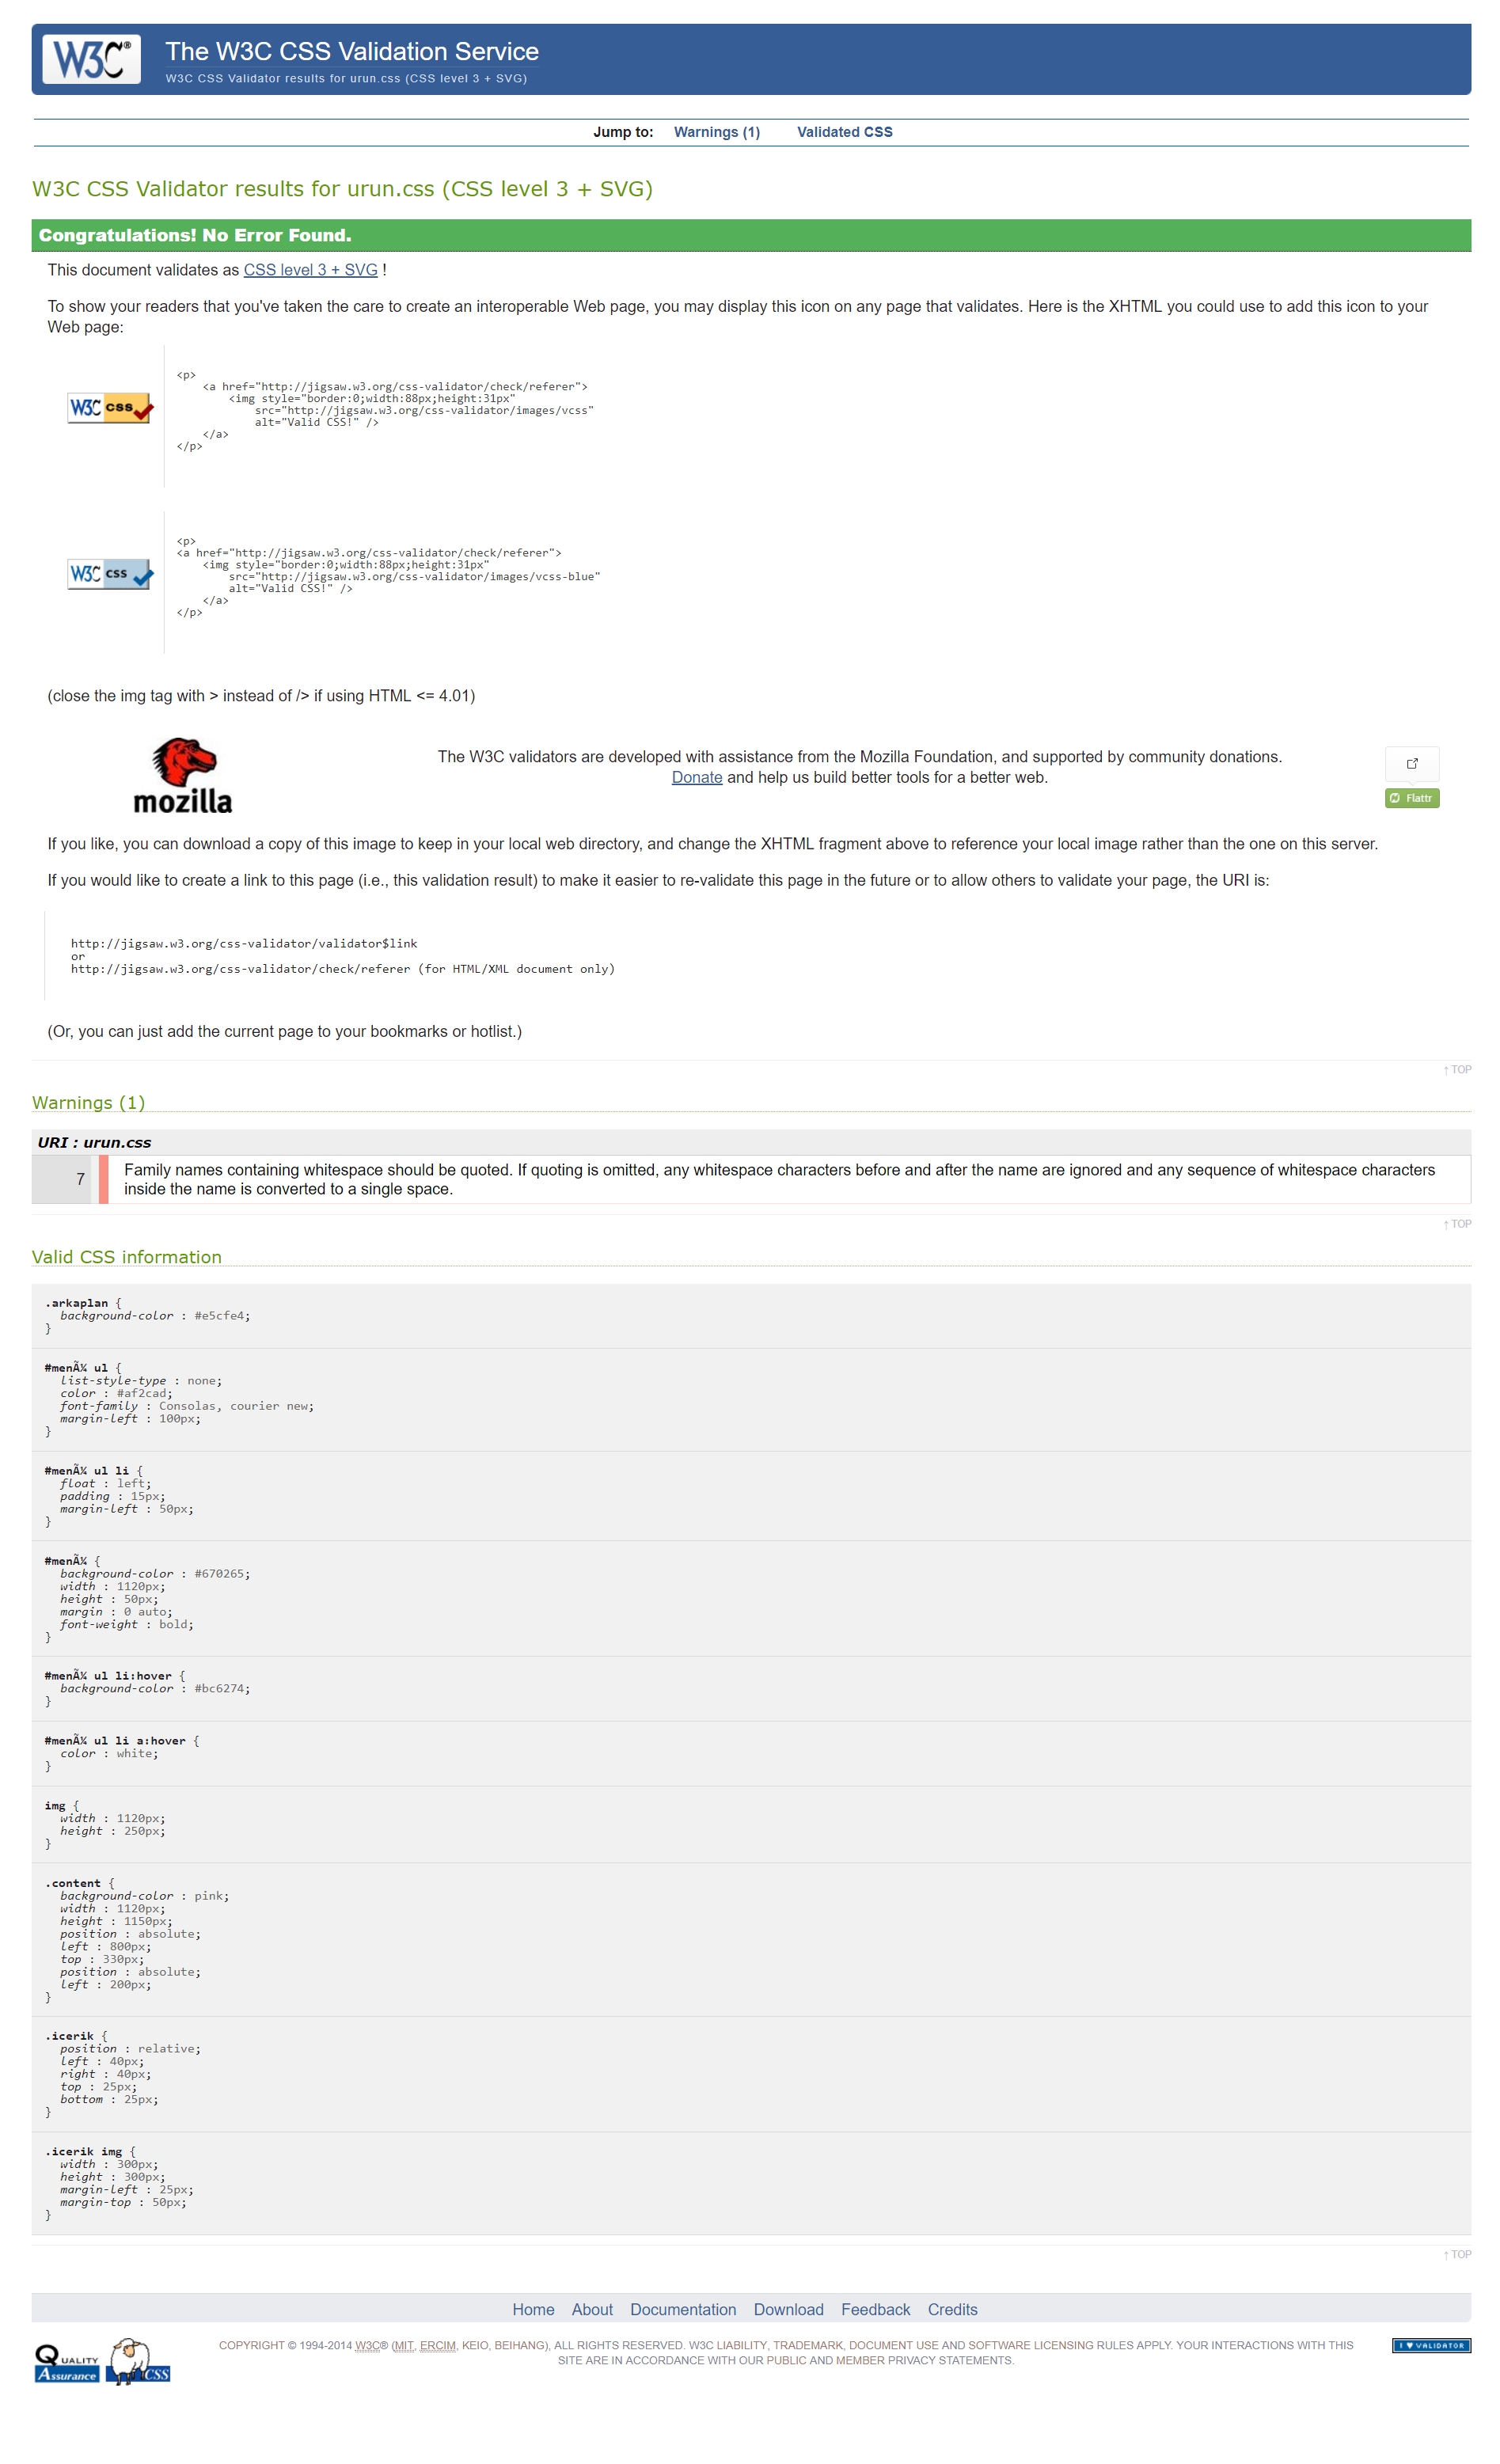 W3C®
The W3C CSS Validation Service
W3C CSS Validator results for urun.css (CSS level 3 + SVG)
Jump to: Warnings (1) Validated CSS
W3C CSS Validator results for urun.css (CSS level 3 + SVG)
Congratulations! No Error Found.
This document validates as CSS level 3 + SVG !
To show your readers that you've taken the care to create an interoperable Web page, you may display this icon on any page that validates. Here is the XHTML you could use to add this icon to your
Web page:
W3C css
<p>
    <a href="http://jigsaw.w3.org/css-validator/check/referer">
        <img style="border:0;width:88px;height:31px"
            src="http://jigsaw.w3.org/css-validator/images/vcss"
            alt="Valid CSS!" />
    </a>
</p>
W3C css
<p>
<a href="http://jigsaw.w3.org/css-validator/check/referer">
    <img style="border:0;width:88px;height:31px"
        src="http://jigsaw.w3.org/css-validator/images/vcss-blue"
        alt="Valid CSS!" />
    </a>
</p>
(close the img tag with > instead of /> if using HTML <= 4.01)
mozilla
The W3C validators are developed with assistance from the Mozilla Foundation, and supported by community donations.
Donate and help us build better tools for a better web.
Flattr
If you like, you can download a copy of this image to keep in your local web directory, and change the XHTML fragment above to reference your local image rather than the one on this server.
If you would like to create a link to this page (i.e., this validation result) to make it easier to re-validate this page in the future or to allow others to validate your page, the URI is:
http://jigsaw.w3.org/css-validator/validator$link
or
http://jigsaw.w3.org/css-validator/check/referer (for HTML/XML document only)
(Or, you can just add the current page to your bookmarks or hotlist.)
↑ TOP
Warnings (1)
URI : urun.css
7 Family names containing whitespace should be quoted. If quoting is omitted, any whitespace characters before and after the name are ignored and any sequence of whitespace characters
inside the name is converted to a single space.
↑ TOP
Valid CSS information
.arkaplan {
  background-color : #e5cfe4;
}
#menÃ¼ ul {
  list-style-type : none;
  color : #af2cad;
  font-family : Consolas, courier new;
  margin-left : 100px;
}
#menÃ¼ ul li {
  float : left;
  padding : 15px;
  margin-left : 50px;
}
#menÃ¼ {
  background-color : #670265;
  width : 1120px;
  height : 50px;
  margin : 0 auto;
  font-weight : bold;
}
#menÃ¼ ul li:hover {
  background-color : #bc6274;
}
#menÃ¼ ul li a:hover {
  color : white;
}
img {
  width : 1120px;
  height : 250px;
}
.content {
  background-color : pink;
  width : 1120px;
  height : 1150px;
  position : absolute;
  left : 800px;
  top : 330px;
  position : absolute;
  left : 200px;
}
.icerik {
  position : relative;
  left : 40px;
  right : 40px;
  top : 25px;
  bottom : 25px;
}
.icerik img {
  width : 300px;
  height : 300px;
  margin-left : 25px;
  margin-top : 50px;
}
↑ TOP
Home About Documentation Download Feedback Credits
QUALITY
Assurance
CSS
COPYRIGHT © 1994-2014 W3C® (MIT, ERCIM, KEIO, BEIHANG), ALL RIGHTS RESERVED. W3C LIABILITY, TRADEMARK, DOCUMENT USE AND SOFTWARE LICENSING RULES APPLY. YOUR INTERACTIONS WITH THIS
SITE ARE IN ACCORDANCE WITH OUR PUBLIC AND MEMBER PRIVACY STATEMENTS.
I ♥ VALIDATOR